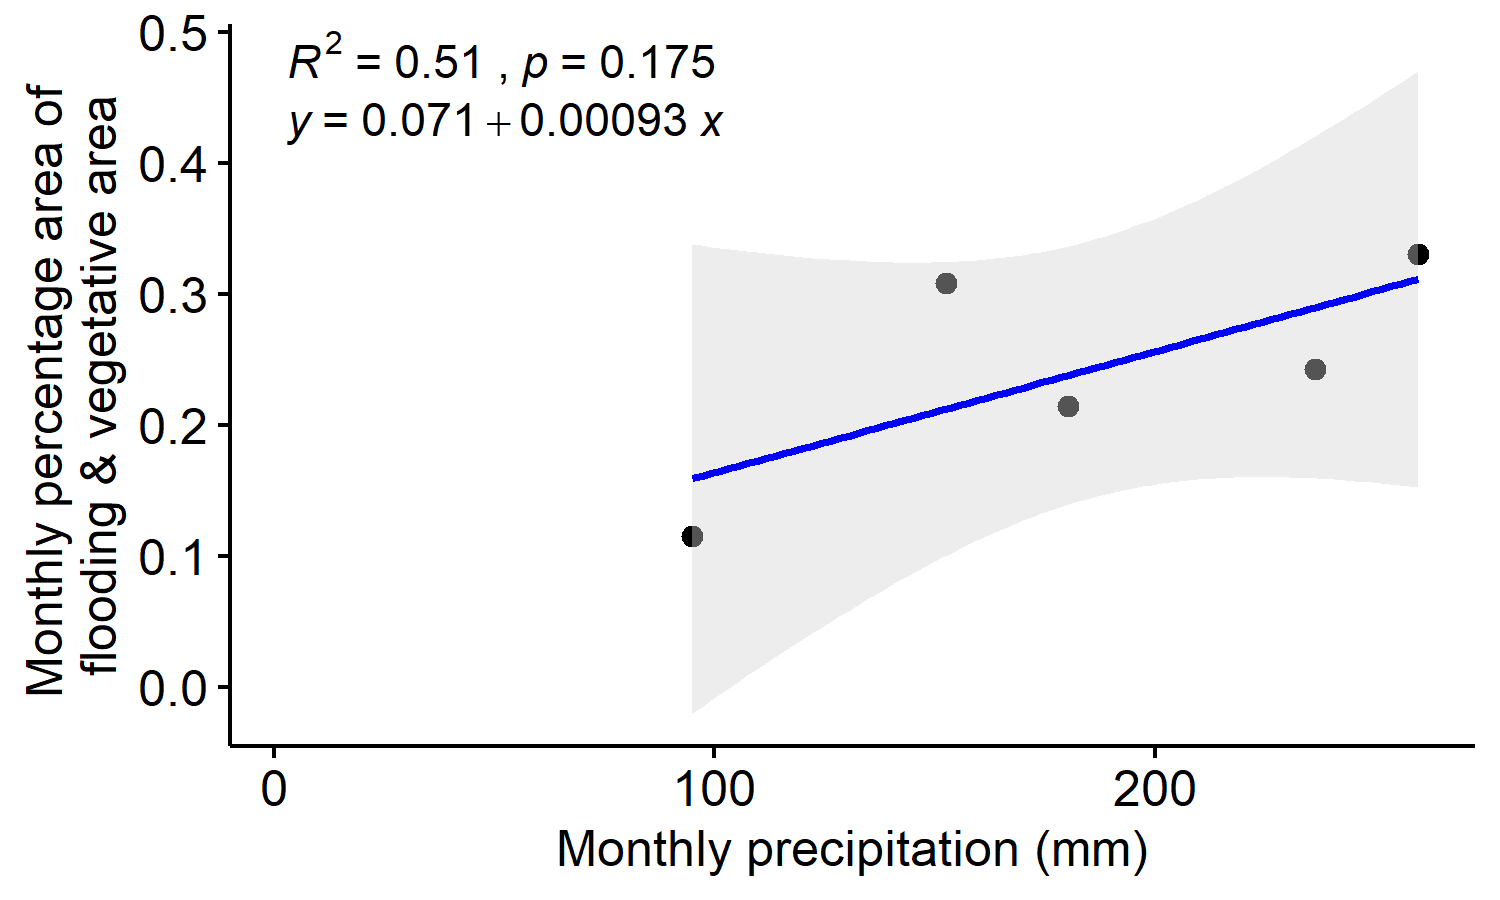 R² = 0.51 , p = 0.175
y = 0.071 + 0.00093 x
Monthly percentage area of
flooding & vegetative area
0.5
0.4
0.3
0.2
0.1
0.0
0 100 200
Monthly precipitation (mm)